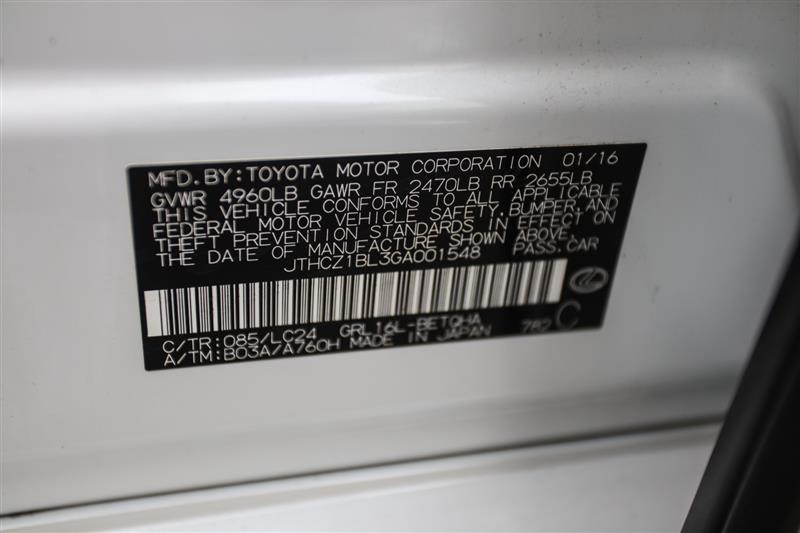 MFD. BY: TOYOTA MOTOR CORPORATION 01/16
GVWR 4960LB GAWR FR 2470LB RR 2655LB
THIS VEHICLE CONFORMS TO ALL APPLICABLE
FEDERAL MOTOR VEHICLE SAFETY, BUMPER, AND
THEFT PREVENTION STANDARDS IN EFFECT ON
THE DATE OF MANUFACTURE SHOWN ABOVE.
JTHCZ1BL3GA001548 PASS. CAR
C/TR: 085/LC24 GRL16L-BETQHA
A/TM: B03A/A760H MADE IN JAPAN 782 C